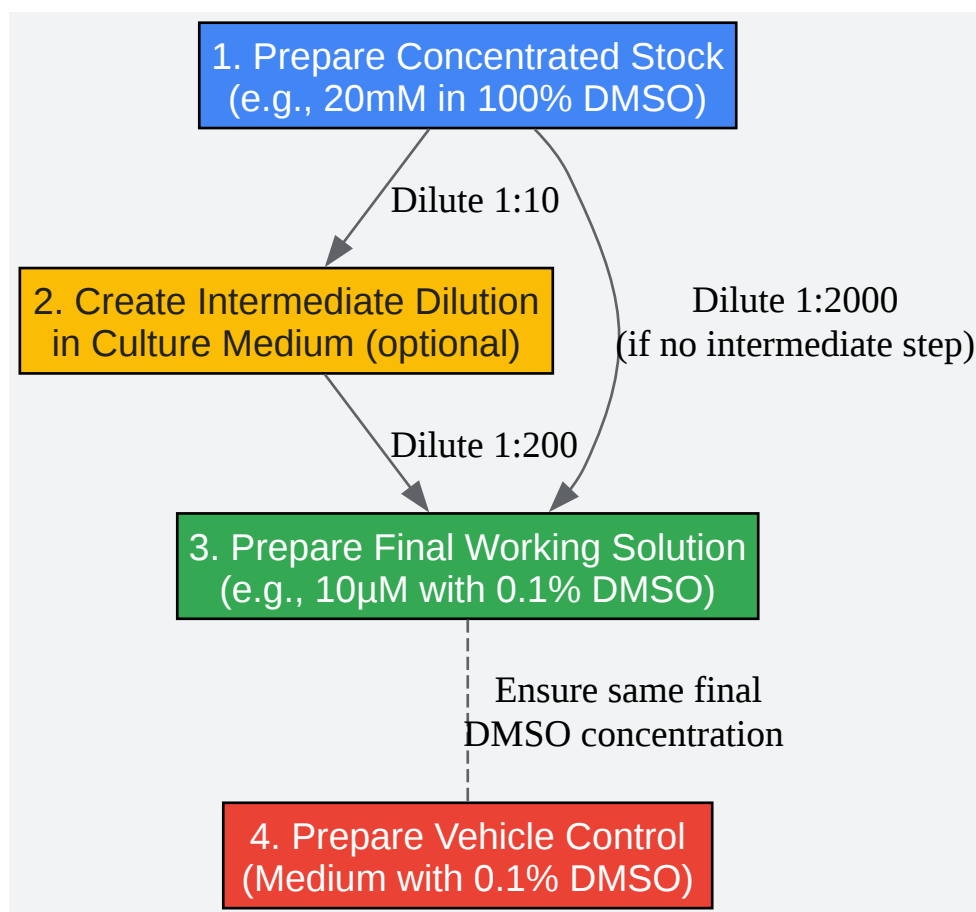 1. Prepare Concentrated Stock
(e.g., 20mM in 100% DMSO)
Dilute 1:10
2. Create Intermediate Dilution
in Culture Medium (optional)
Dilute 1:2000
(if no intermediate step)
Dilute 1:200
3. Prepare Final Working Solution
(e.g., 10µM with 0.1% DMSO)
Ensure same final
DMSO concentration
4. Prepare Vehicle Control
(Medium with 0.1% DMSO)